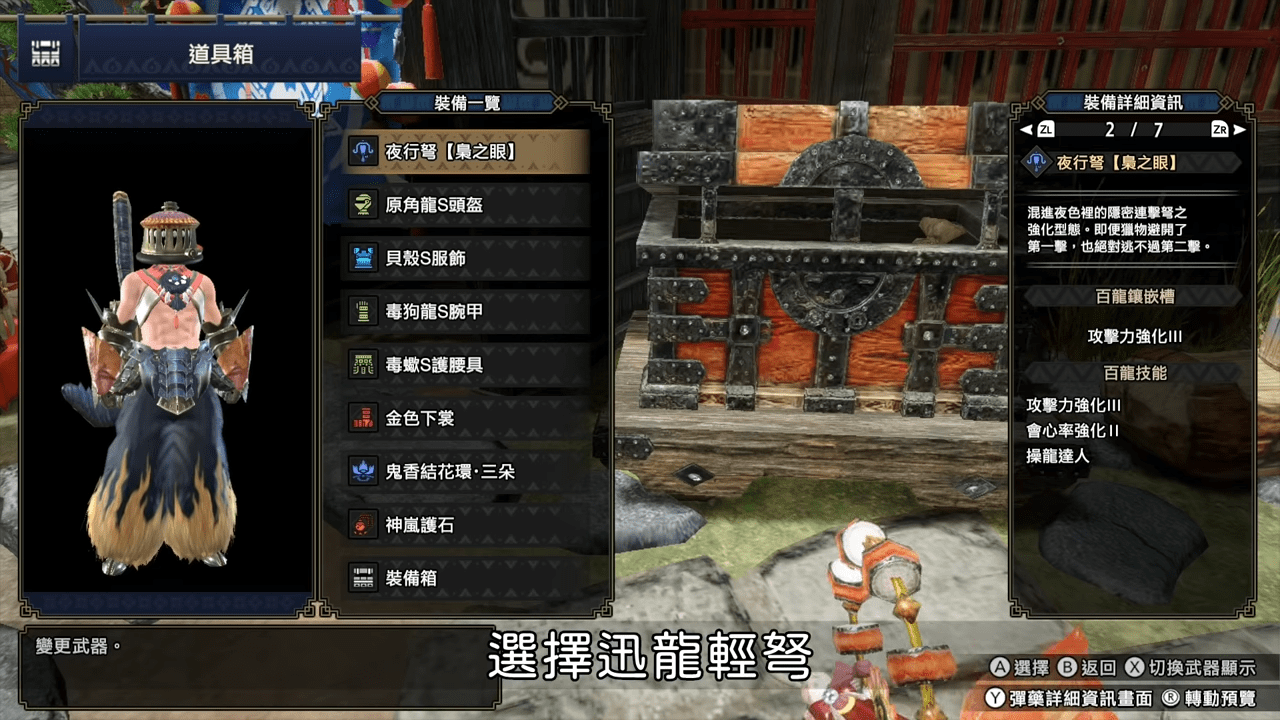 道具箱
裝備一覽
夜行弩【梟之眼】
原角龍S頭盔
貝殼S服飾
毒狗龍S腕甲
毒蠍S護腰具
金色下裳
鬼香結花環·三朵
神嵐護石
裝備箱
裝備詳細資訊
ZL 2 / 7 ZR
夜行弩【梟之眼】
混進夜色裡的隱密連擊弩之
強化型態。即便獵物避開了
第一擊，也絕對逃不過第二擊。
百龍鑲嵌槽
攻擊力強化III
百龍技能
攻擊力強化III
會心率強化II
操龍達人
變更武器。
選擇迅龍輕弩
A選擇 B返回 X切換武器顯示
Y彈藥詳細資訊畫面 R轉動預覽